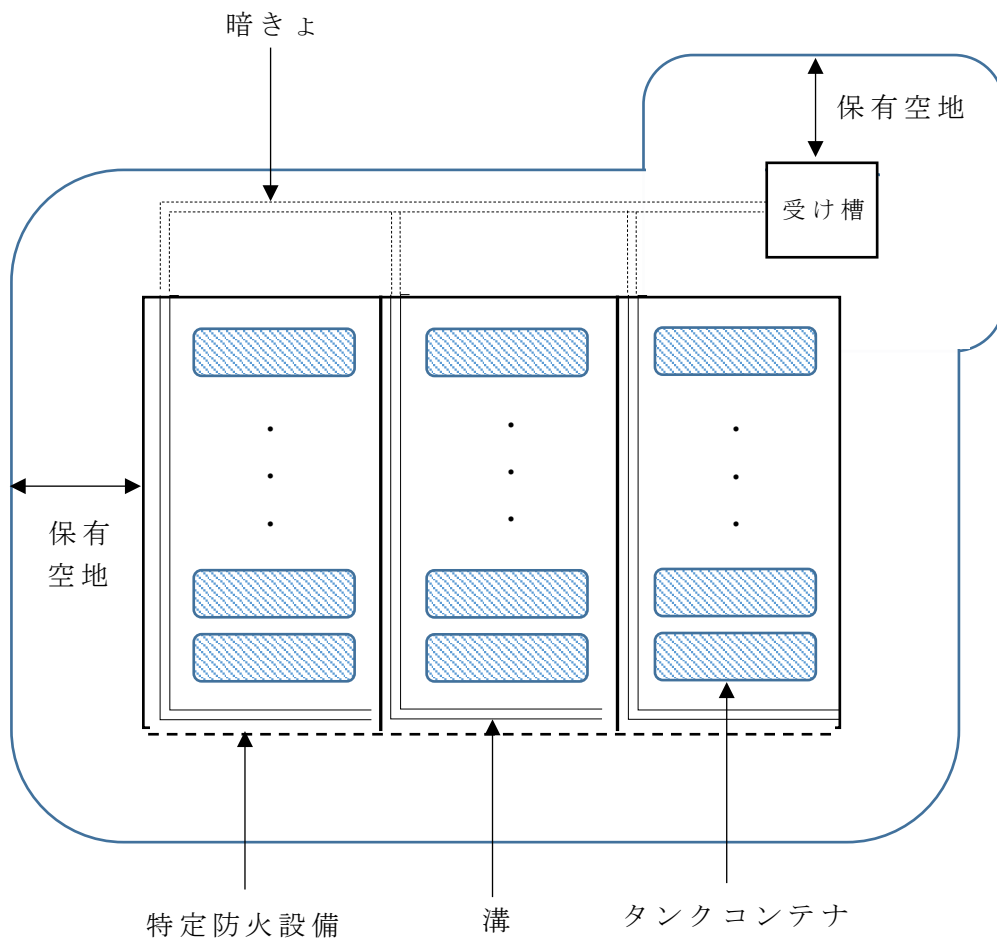 暗きょ
保有空地
受け槽
保有
空地
特定防火設備
溝
タンクコンテナ